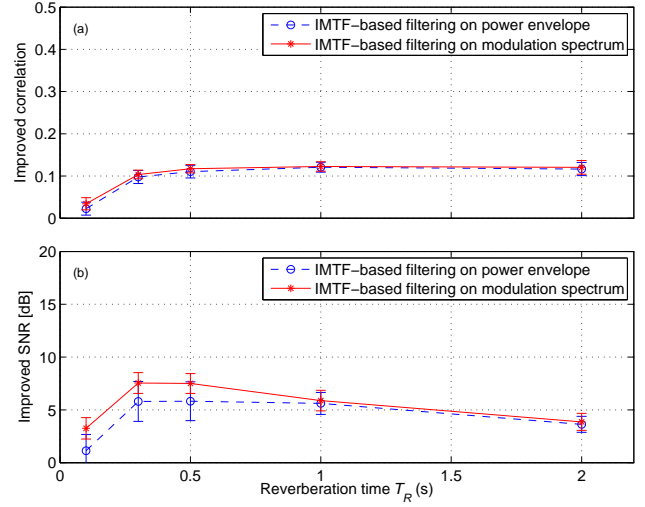 (a)
IMTF−based filtering on power envelope
IMTF−based filtering on modulation spectrum
Improved correlation
0.5
0.4
0.3
0.2
0.1
0
(b)
IMTF−based filtering on power envelope
IMTF−based filtering on modulation spectrum
Improved SNR [dB]
20
15
10
5
0
0 0.5 1 1.5 2
Reverberation time T_R (s)